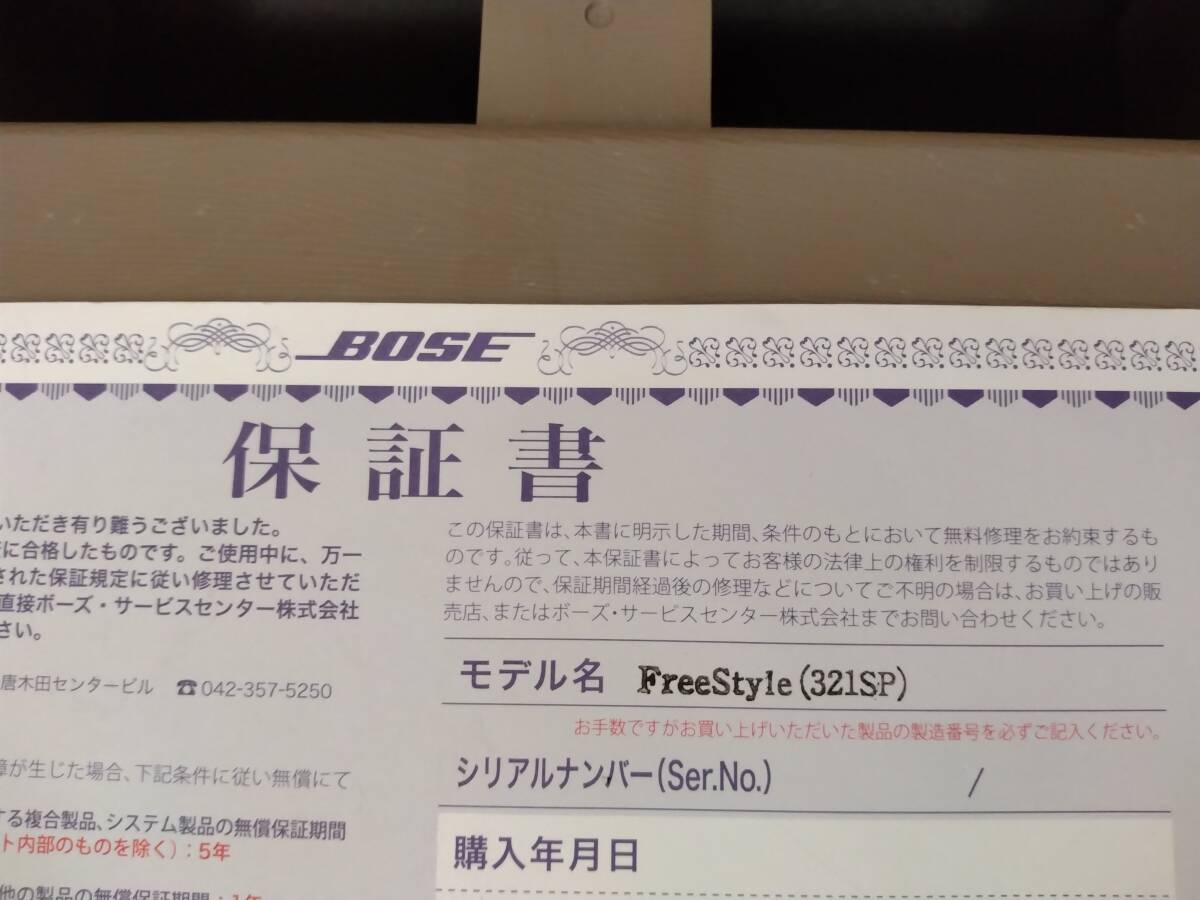 BOSE
保証書
いただき有り難うございました。
に合格したものです。ご使用中に、万一
された保証規定に従い修理させていただ
直接ボーズ・サービスセンター株式会社
さい。
唐木田センタービル ☎042-357-5250
が生じた場合、下記条件に従い無償にて
する複合製品、システム製品の無償保証期間
ト内部のものを除く）：5年
他の製品の無償保証期間：1年
この保証書は、本書に明示した期間、条件のもとにおいて無料修理をお約束するも
のです。従って、本保証書によってお客様の法律上の権利を制限するものではあり
ませんので、保証期間経過後の修理などについてご不明の場合は、お買い上げの販
売店、またはボーズ・サービスセンター株式会社までお問い合わせください。
モデル名 FreeStyle(321SP)
お手数ですがお買い上げいただいた製品の製造番号を必ずご記入ください。
シリアルナンバー(Ser.No.) /
購入年月日